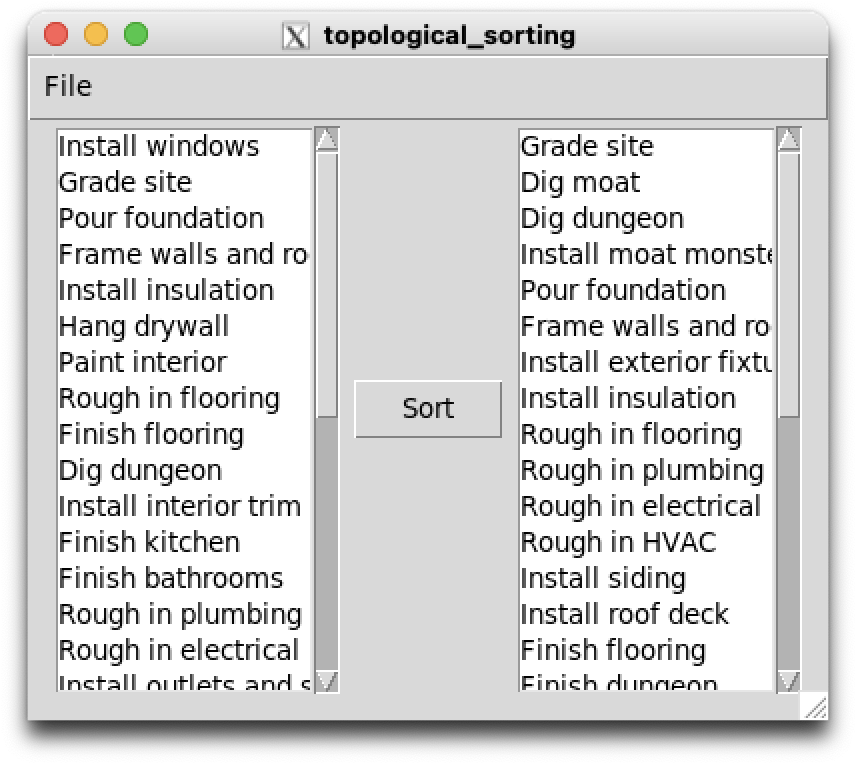 topological_sorting
File
Install windows
Grade site
Pour foundation
Frame walls and ro
Install insulation
Hang drywall
Paint interior
Rough in flooring
Finish flooring
Dig dungeon
Install interior trim
Finish kitchen
Finish bathrooms
Rough in plumbing
Rough in electrical
Install outlets and s
Sort
Grade site
Dig moat
Dig dungeon
Install moat monste
Pour foundation
Frame walls and ro
Install exterior fixtu
Install insulation
Rough in flooring
Rough in plumbing
Rough in electrical
Rough in HVAC
Install siding
Install roof deck
Finish flooring
Finish dungeon